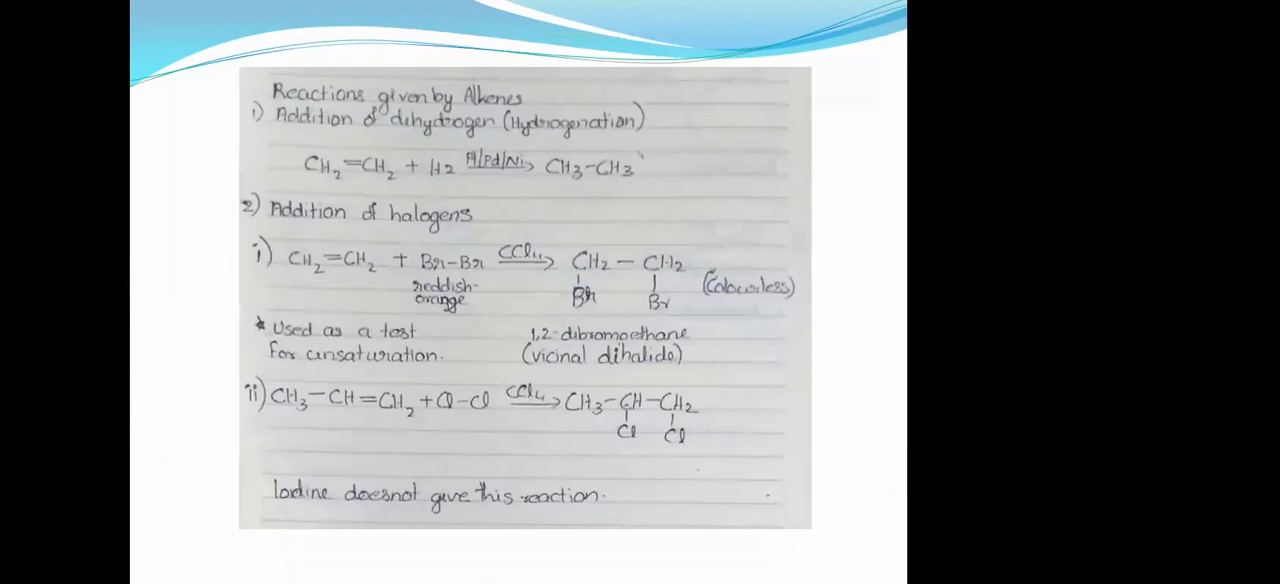 Reactions given by Alkenes
1) Addition of dihydrogen (Hydrogenation)
CH2=CH2 + H2 Pt/Pd/Ni → CH3-CH3
2) Addition of halogens
i) CH2=CH2 + Br-Br CCl4 → CH2 - CH2
reddish- Br Br (Colourless)
orange
* Used as a test 1,2-dibromoethane
for unsaturation. (vicinal dihalide)
ii) CH3-CH=CH2 + Cl-Cl CCl4 → CH3-CH-CH2
Cl Cl
Iodine doesnot give this reaction.